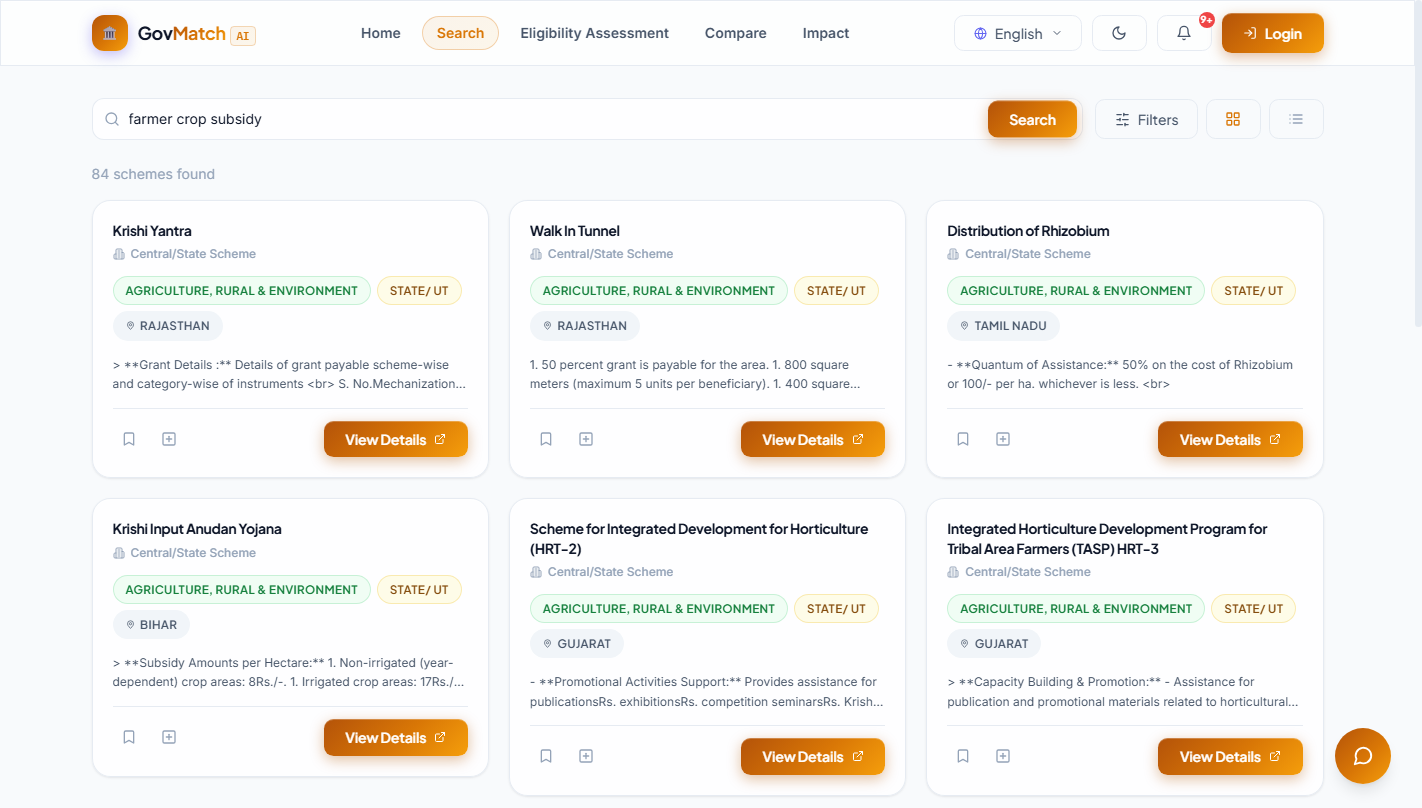 GovMatch AI
Home
Search
Eligibility Assessment
Compare
Impact
English
9+
Login
farmer crop subsidy
Search
Filters
84 schemes found
Krishi Yantra
Central/State Scheme
AGRICULTURE, RURAL & ENVIRONMENT
STATE/ UT
RAJASTHAN
> **Grant Details :** Details of grant payable scheme-wise
and category-wise of instruments <br> S. No.Mechanization...
View Details
Walk In Tunnel
Central/State Scheme
AGRICULTURE, RURAL & ENVIRONMENT
STATE/ UT
RAJASTHAN
1. 50 percent grant is payable for the area. 1. 800 square
meters (maximum 5 units per beneficiary). 1. 400 square...
View Details
Distribution of Rhizobium
Central/State Scheme
AGRICULTURE, RURAL & ENVIRONMENT
STATE/ UT
TAMIL NADU
- **Quantum of Assistance:** 50% on the cost of Rhizobium
or 100/- per ha. whichever is less. <br>
View Details
Krishi Input Anudan Yojana
Central/State Scheme
AGRICULTURE, RURAL & ENVIRONMENT
STATE/ UT
BIHAR
> **Subsidy Amounts per Hectare:** 1. Non-irrigated (year-
dependent) crop areas: 8Rs./-. 1. Irrigated crop areas: 17Rs./...
View Details
Scheme for Integrated Development for Horticulture
(HRT-2)
Central/State Scheme
AGRICULTURE, RURAL & ENVIRONMENT
STATE/ UT
GUJARAT
- **Promotional Activities Support:** Provides assistance for
publicationsRs. exhibitionsRs. competition seminarsRs. Krish...
View Details
Integrated Horticulture Development Program for
Tribal Area Farmers (TASP) HRT-3
Central/State Scheme
AGRICULTURE, RURAL & ENVIRONMENT
STATE/ UT
GUJARAT
> **Capacity Building & Promotion:** - Assistance for
publication and promotional materials related to horticultural...
View Details